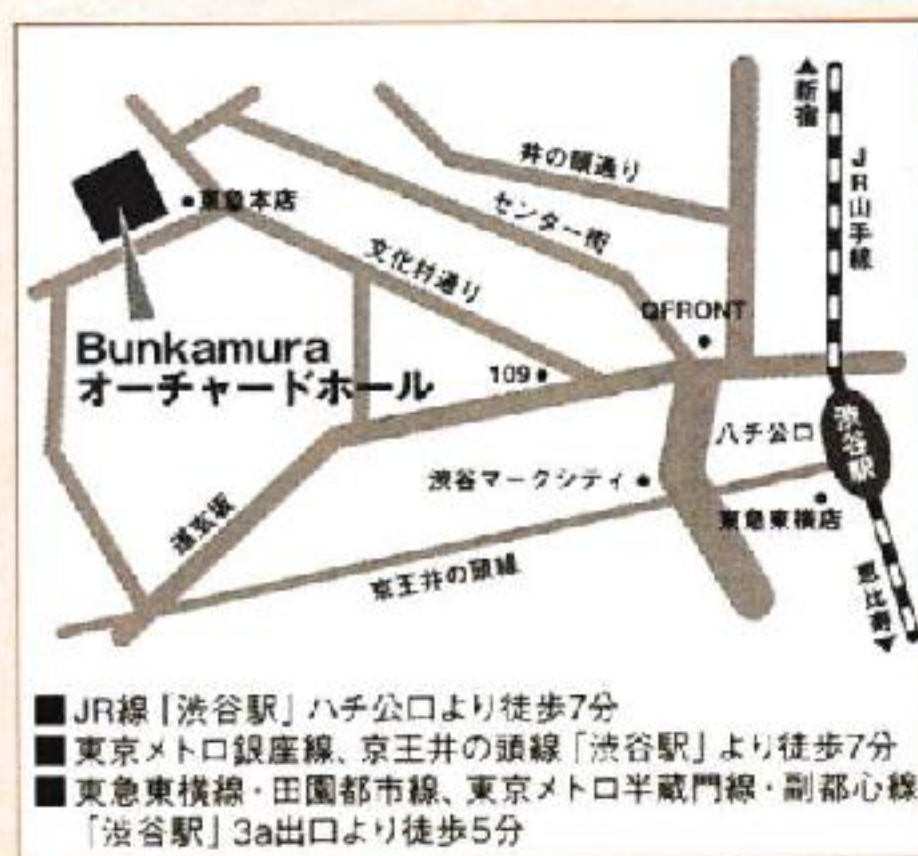 ▲新宿
JR山手線
井の頭通り
センター街
●東急本店
文化村通り
QFRONT
Bunkamura
オーチャードホール
109●
ハチ公口
渋谷駅
渋谷マークシティ●
東急東横店
道玄坂
京王井の頭線
恵比寿▼
■JR線「渋谷駅」ハチ公口より徒歩7分
■東京メトロ銀座線、京王井の頭線「渋谷駅」より徒歩7分
■東急東横線・田園都市線、東京メトロ半蔵門線・副都心線
「渋谷駅」3a出口より徒歩5分